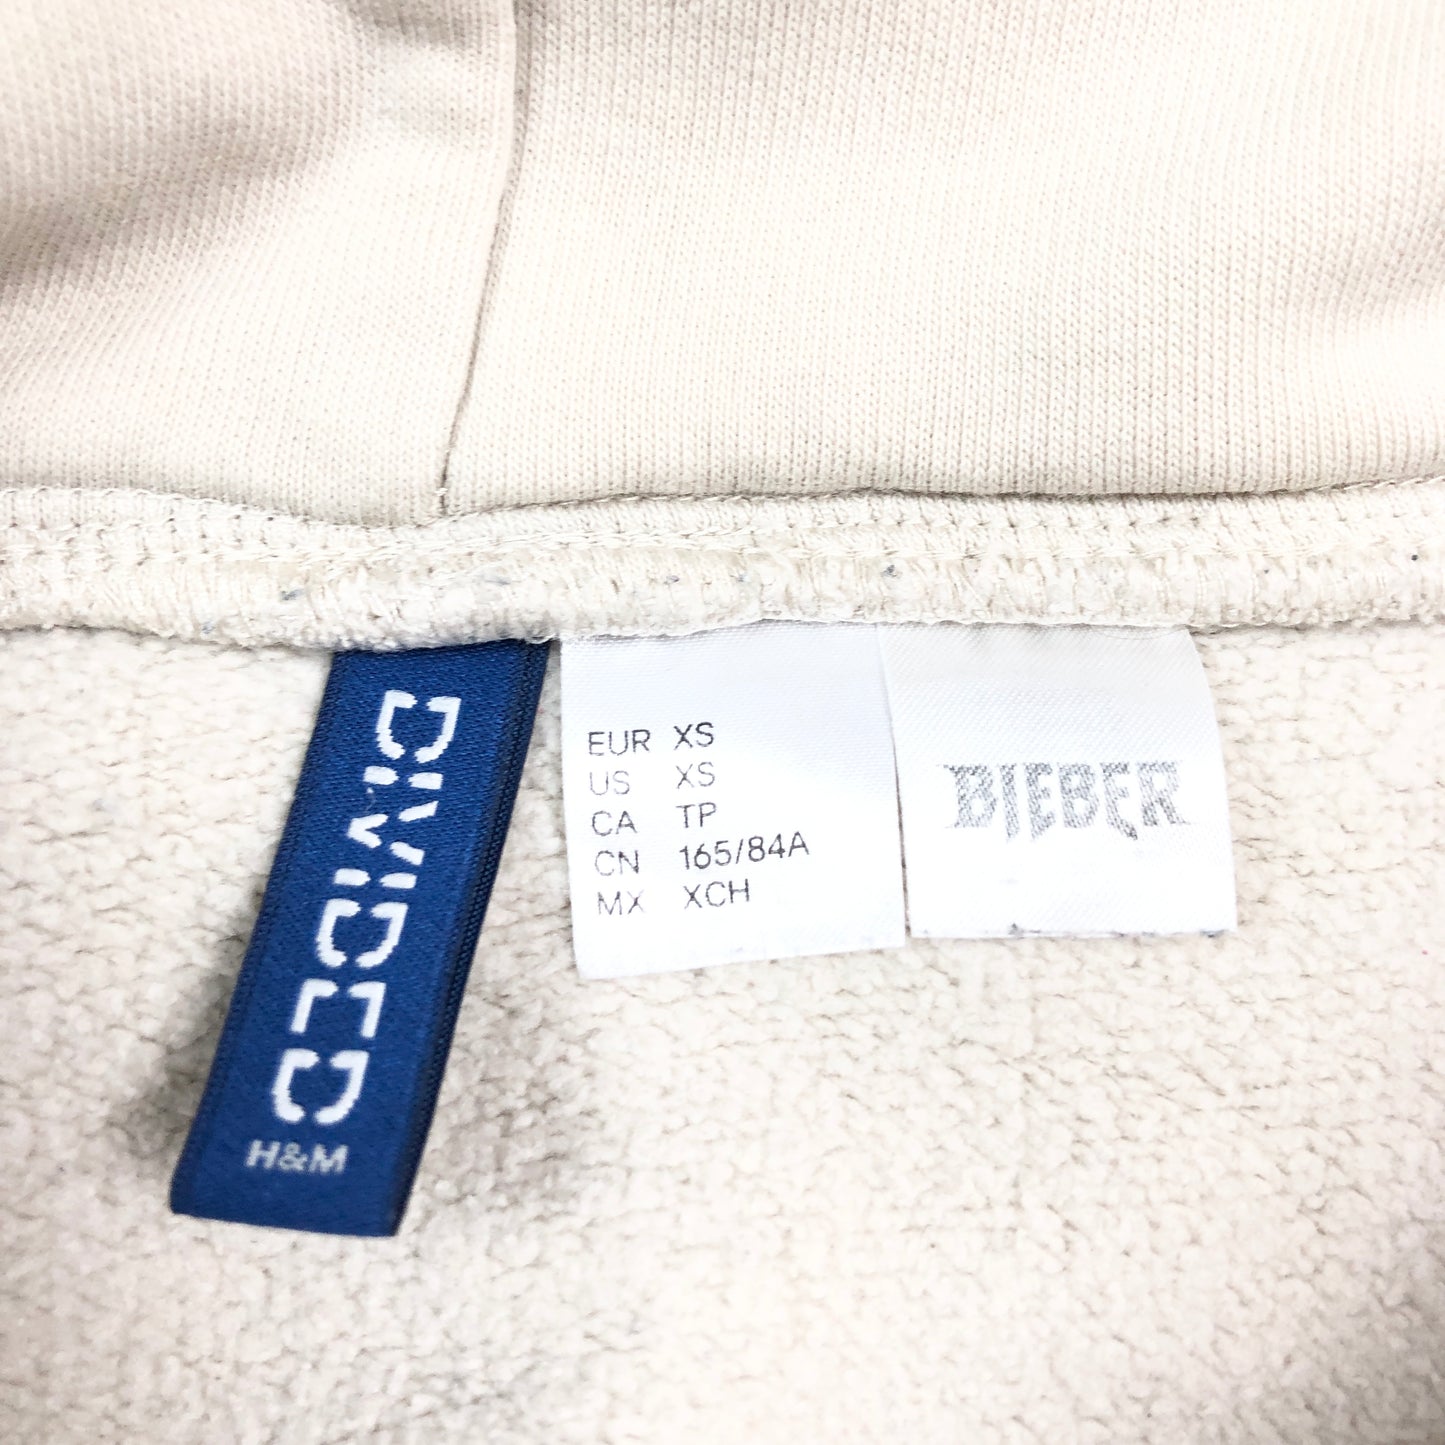 DIVIDED
H&M
EUR XS
US XS
CA TP
CN 165/84A
MX XCH
BIEBER